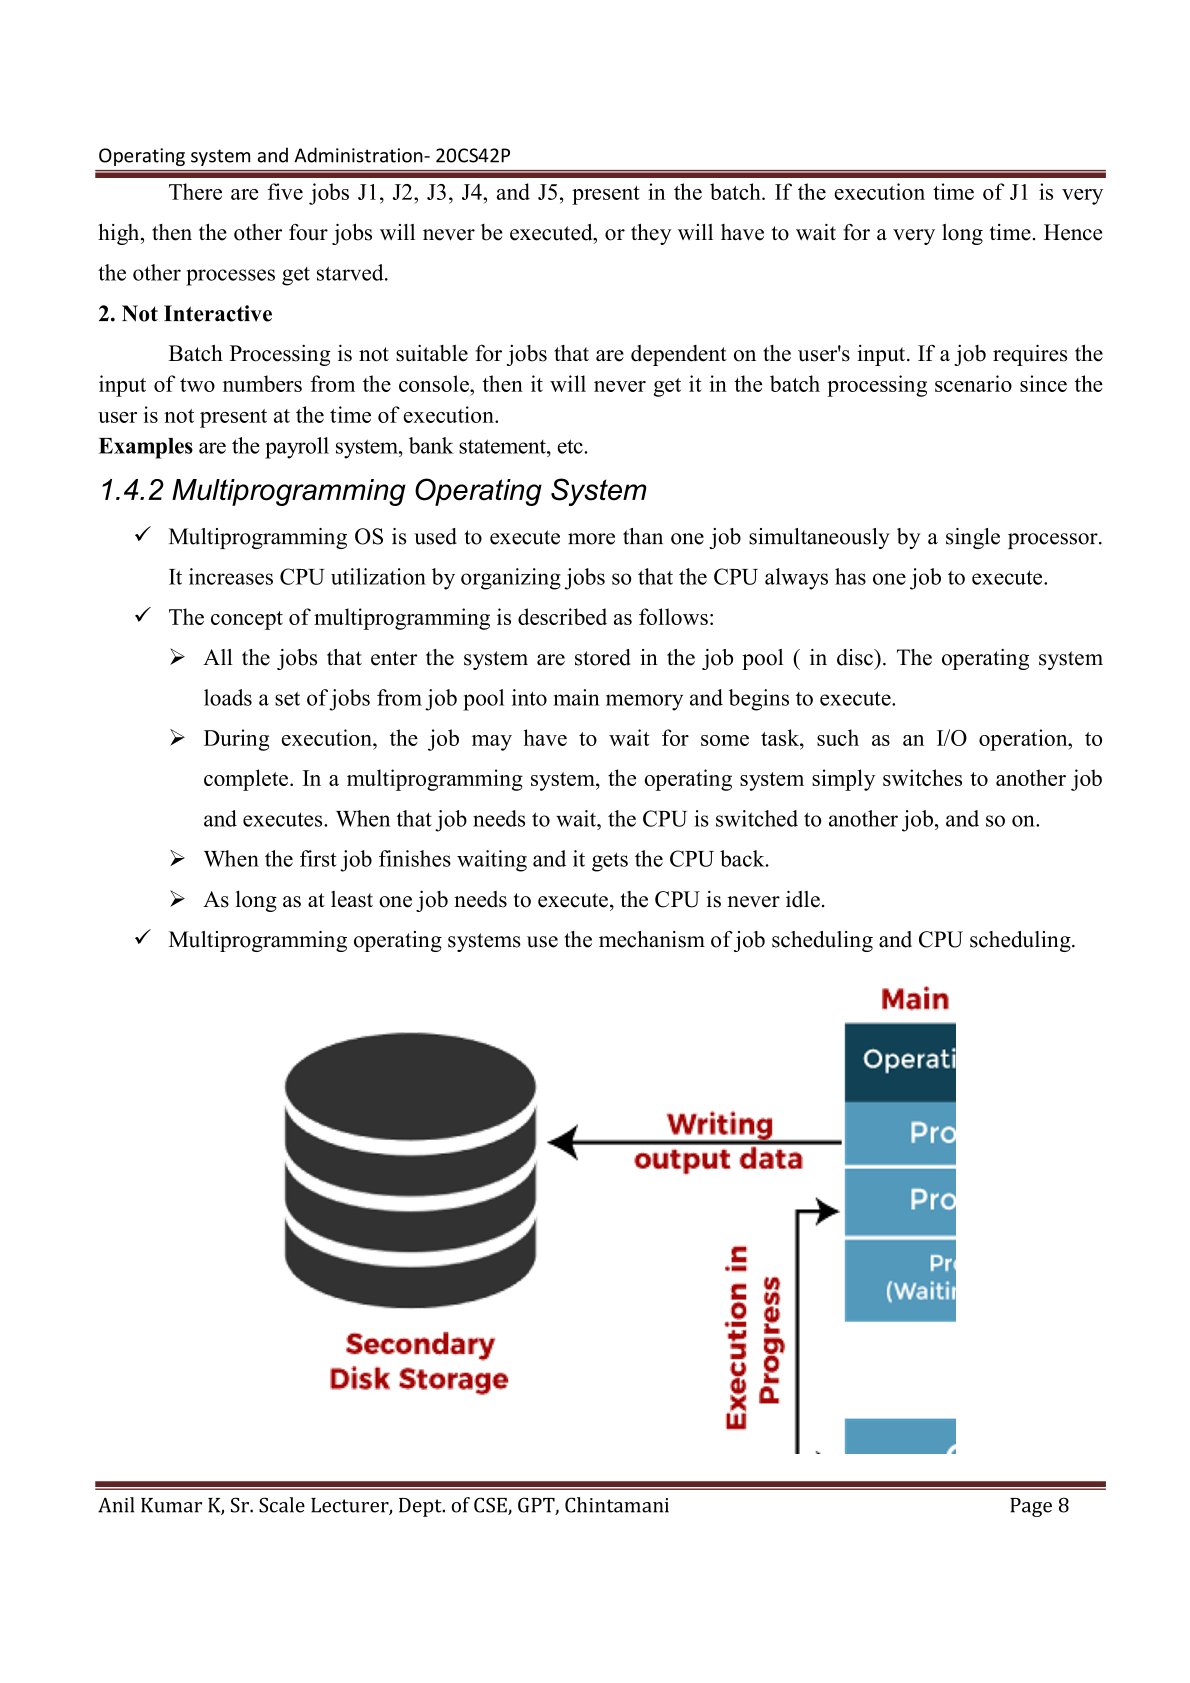 Operating system and Administration- 20CS42P
There are five jobs J1, J2, J3, J4, and J5, present in the batch. If the execution time of J1 is very
high, then the other four jobs will never be executed, or they will have to wait for a very long time. Hence
the other processes get starved.
2. Not Interactive
Batch Processing is not suitable for jobs that are dependent on the user's input. If a job requires the
input of two numbers from the console, then it will never get it in the batch processing scenario since the
user is not present at the time of execution.
Examples are the payroll system, bank statement, etc.
1.4.2 Multiprogramming Operating System
✓ Multiprogramming OS is used to execute more than one job simultaneously by a single processor.
It increases CPU utilization by organizing jobs so that the CPU always has one job to execute.
✓ The concept of multiprogramming is described as follows:
➢ All the jobs that enter the system are stored in the job pool ( in disc). The operating system
loads a set of jobs from job pool into main memory and begins to execute.
➢ During execution, the job may have to wait for some task, such as an I/O operation, to
complete. In a multiprogramming system, the operating system simply switches to another job
and executes. When that job needs to wait, the CPU is switched to another job, and so on.
➢ When the first job finishes waiting and it gets the CPU back.
➢ As long as at least one job needs to execute, the CPU is never idle.
✓ Multiprogramming operating systems use the mechanism of job scheduling and CPU scheduling.
Main
Operati
Writing
output data
Pro
Pro
Pr
(Waiti
Execution in
Progress
Secondary
Disk Storage
Anil Kumar K, Sr. Scale Lecturer, Dept. of CSE, GPT, Chintamani Page 8